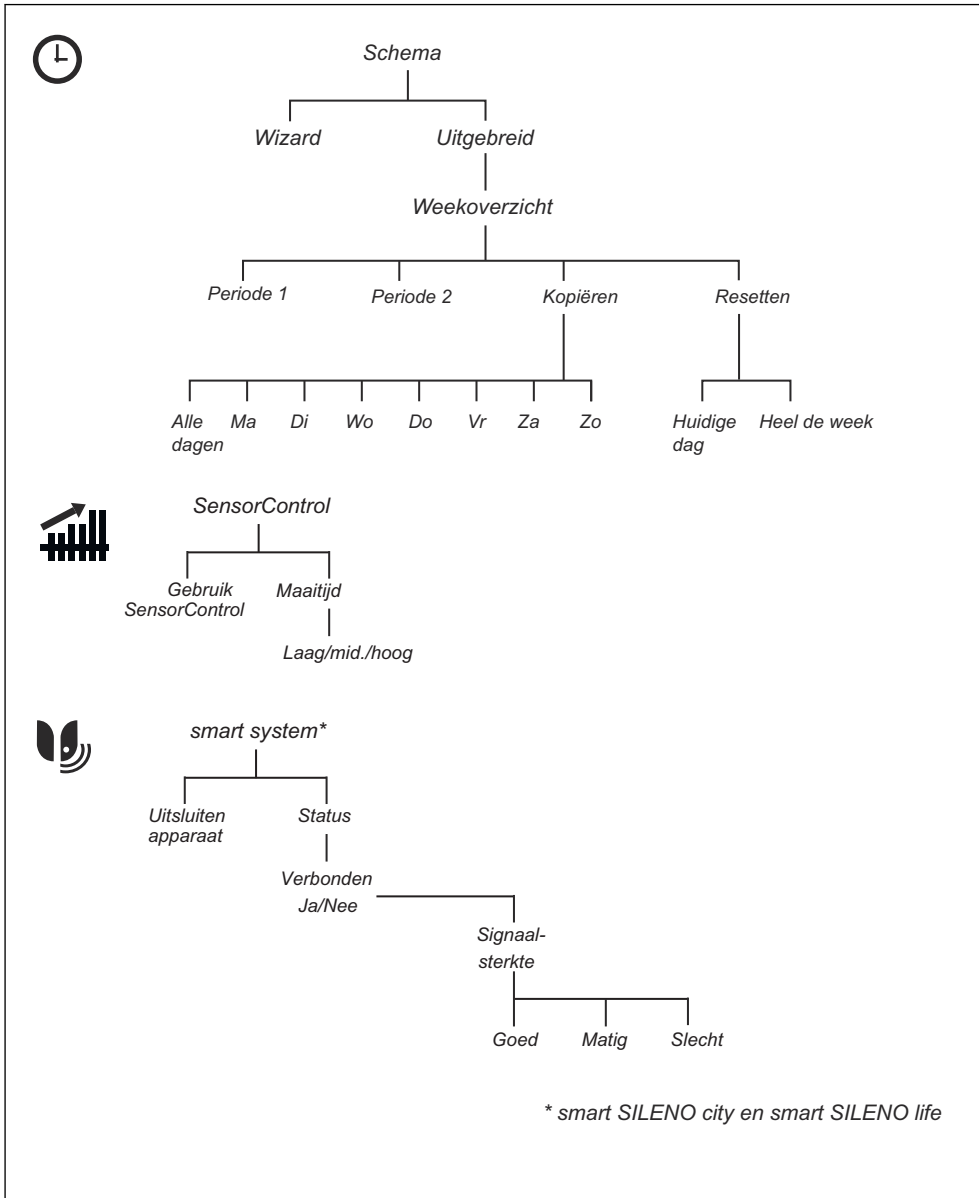 Schema
Wizard Uitgebreid
Weekoverzicht
Periode 1 Periode 2 Kopiëren Resetten
Alle dagen Ma Di Wo Do Vr Za Zo Huidige dag Heel de week
SensorControl
Gebruik SensorControl Maaitijd
Laag/mid./hoog
smart system*
Uitsluiten apparaat Status
Verbonden
Ja/Nee
Signaal-
sterkte
Goed Matig Slecht
* smart SILENO city en smart SILENO life